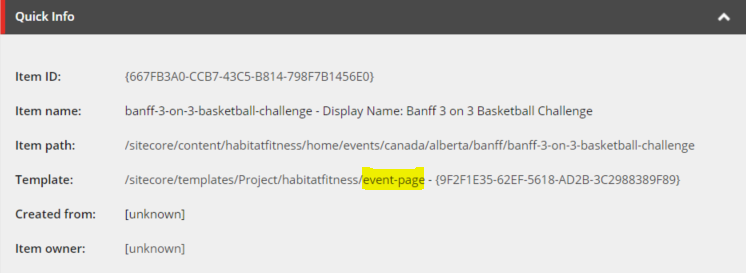 Quick Info
Item ID: {667FB3A0-CCB7-43C5-B814-798F7B1456E0}
Item name: banff-3-on-3-basketball-challenge - Display Name: Banff 3 on 3 Basketball Challenge
Item path: /sitecore/content/habitatfitness/home/events/canada/alberta/banff/banff-3-on-3-basketball-challenge
Template: /sitecore/templates/Project/habitatfitness/event-page - {9F2F1E35-62EF-5618-AD2B-3C2988389F89}
Created from: [unknown]
Item owner: [unknown]